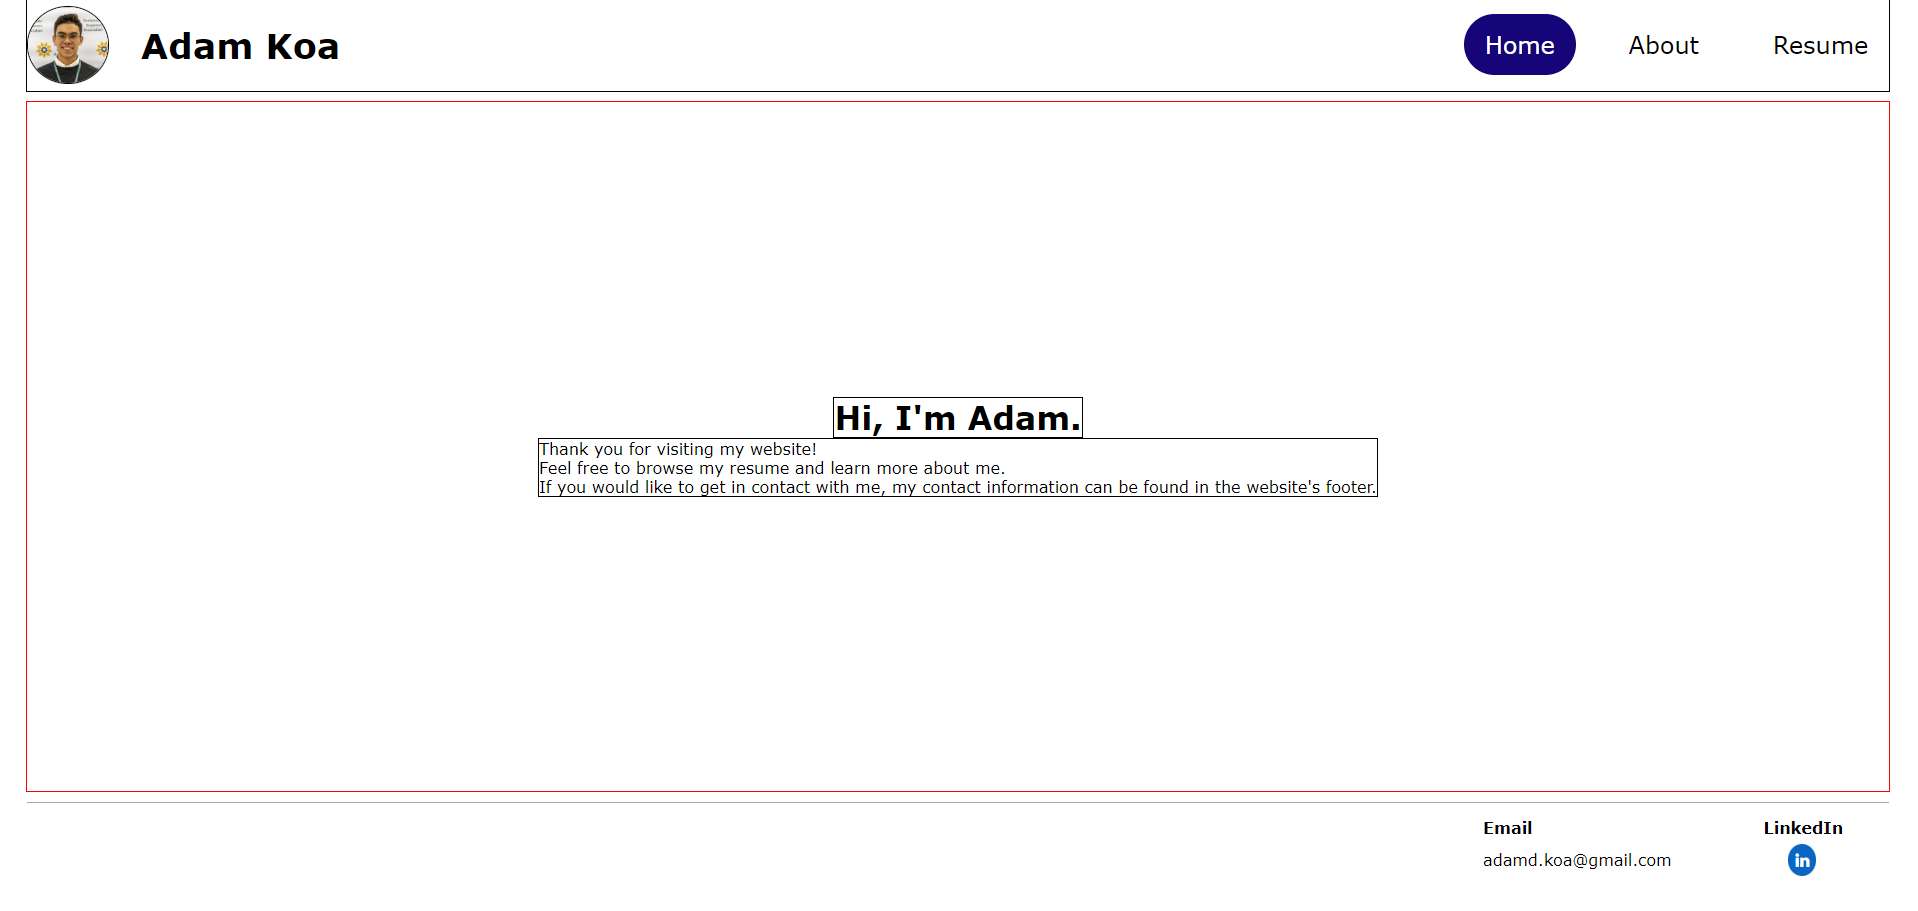 Adam Koa
Home
About
Resume
Hi, I'm Adam.
Thank you for visiting my website!
Feel free to browse my resume and learn more about me.
If you would like to get in contact with me, my contact information can be found in the website's footer.
Email
LinkedIn
adamd.koa@gmail.com
in